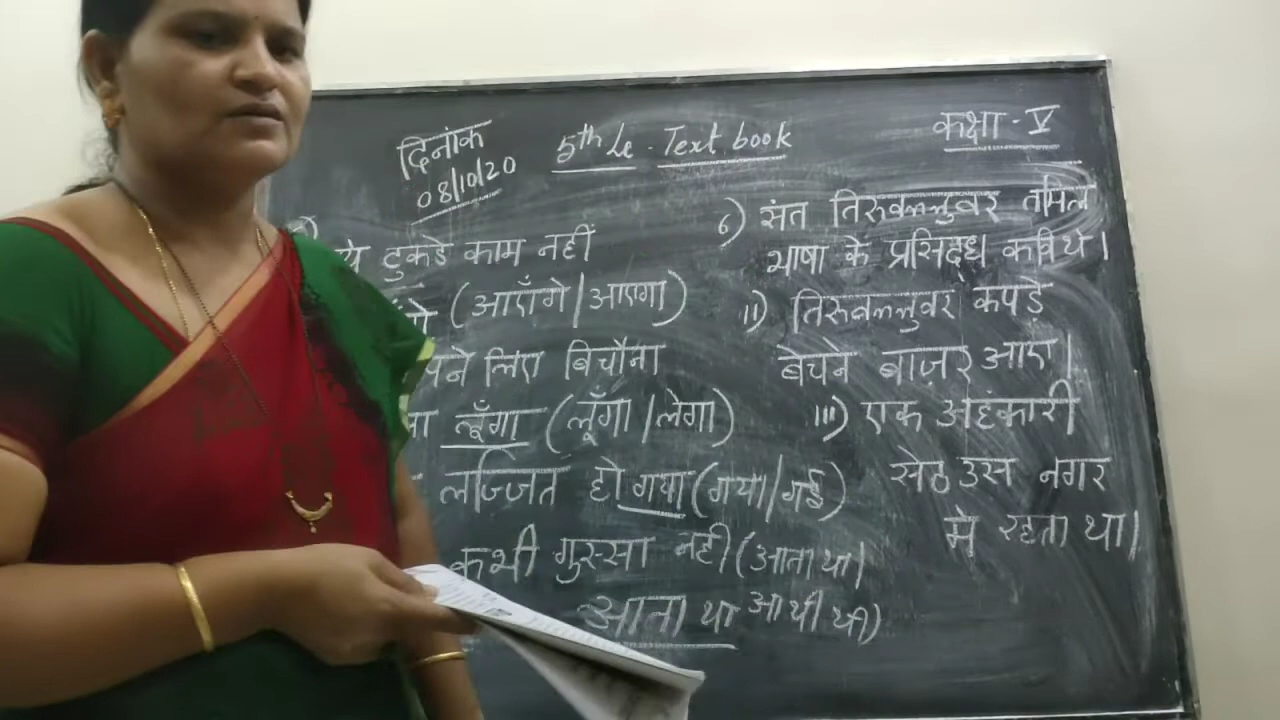 दिनांक
08/10/20
5th Le. Text book
कक्षा - V
ये टुकडे काम नहीं
(आएँगे/आएगा)
लिए बिचौना
लूँगा (लूँगा/लेगा)
लज्जित हो गया (गया/गई)
कभी गुस्सा नही (आता था/
आता था आयी थी)
6) संत तिरुवल्लुवर तमिल
भाषा के प्रसिद्ध कवि थे।
ii) तिरुवल्लुवर कपडे
बेचने बाज़र आए।
iii) एक अहंकारी
सेठ उस नगर
मे रहता था।